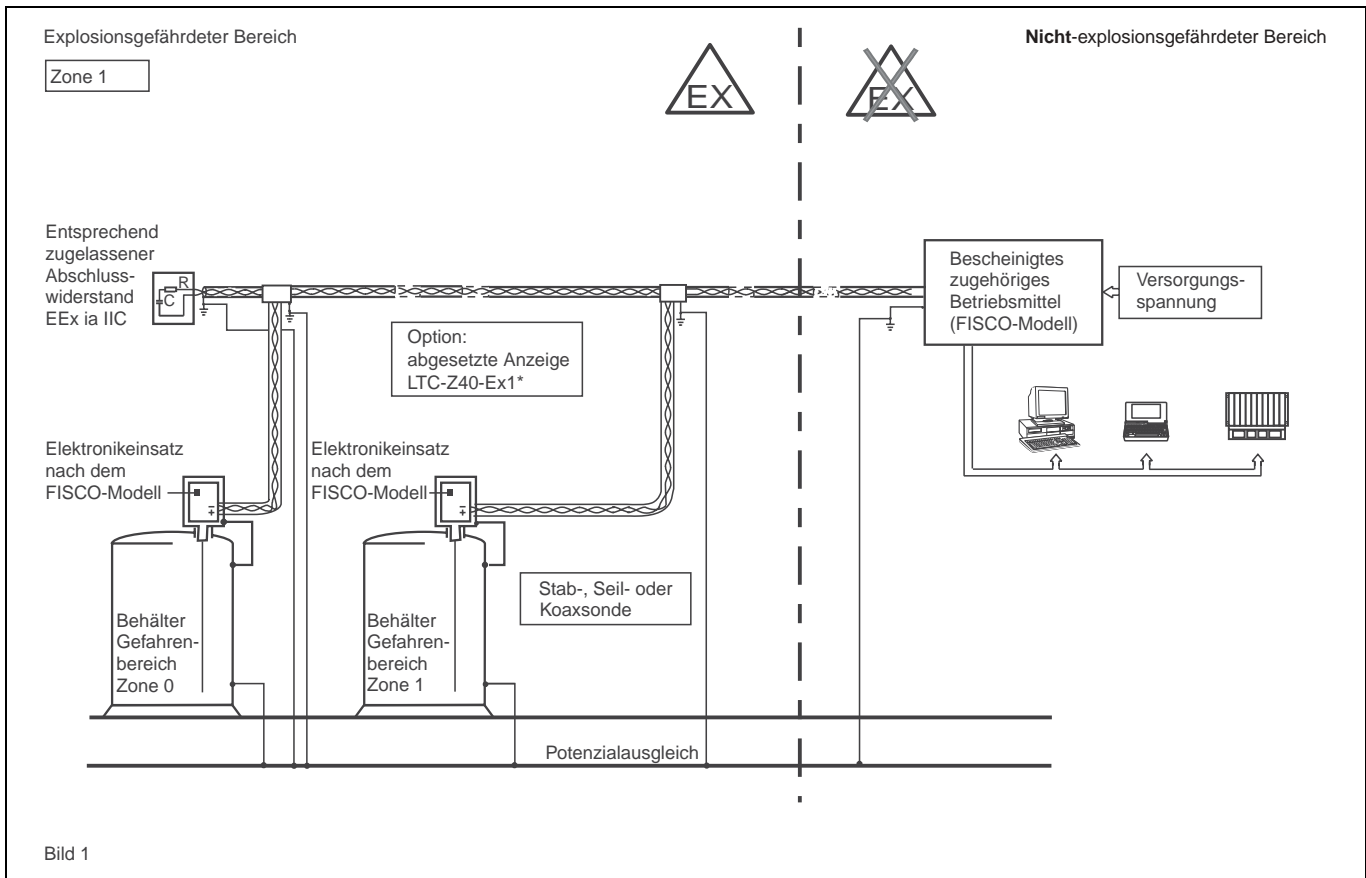 Explosionsgefährdeter Bereich
Nicht-explosionsgefährdeter Bereich
Zone 1
EX
EX
Entsprechend
zugelassener
Abschluss-
widerstand
EEx ia IIC
R
C
Option:
abgesetzte Anzeige
LTC-Z40-Ex1*
Bescheinigtes
zugehöriges
Betriebsmittel
(FISCO-Modell)
Versorgungs-
spannung
Elektronikeinsatz
nach dem
FISCO-Modell
Elektronikeinsatz
nach dem
FISCO-Modell
Behälter
Gefahren-
bereich
Zone 0
Behälter
Gefahren-
bereich
Zone 1
Stab-, Seil- oder
Koaxsonde
Potenzialausgleich
Bild 1